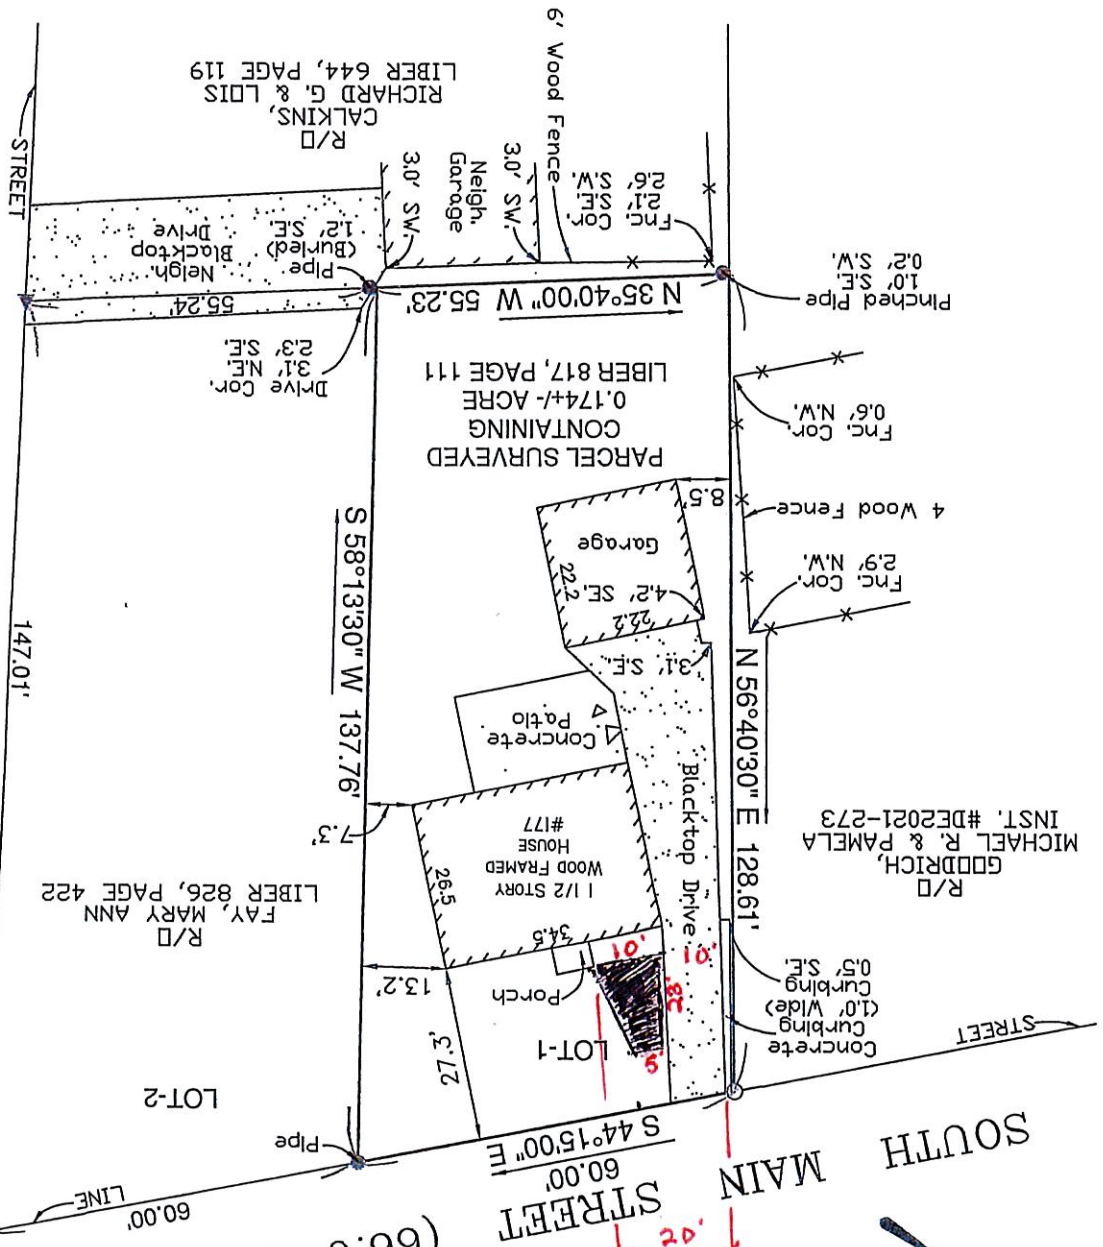 SOUTH MAIN STREET (66.0
20'
STREET
LINE
60.00'
60.00'
S 44°15'00" E
Pipe
LOT-2
LOT-1
Concrete
Curbing
(1.0' Wide)
Curbing
0.5' S.E.
27.3'
13.2'
Porch
5'
28'
10'
10'
34.5
26.5
1 1/2 STORY
WOOD FRAMED
HOUSE
#177
7.3'
R/O
FAY, MARY ANN
LIBER 826, PAGE 422
R/O
GOODRICH,
MICHAEL R. & PAMELA
INST. #DE2021-273
N 56°40'30" E 128.61'
Blacktop Drive
Concrete
Patio
3.1' S.E.
22.2
4.2' SE.
22.2
Garage
8.5'
S 58°13'30" W 137.76'
147.01'
Fnc. Cor.
2.9' N.W.
4 Wood Fence
Fnc. Cor.
0.6' N.W.
PARCEL SURVEYED
CONTAINING
0.174+/- ACRE
LIBER 817, PAGE 111
Drive Cor.
3.1' N.E.
2.3' S.E.
N 35°40'00" W 55.23'
55.24'
Pinched Pipe
1.0' S.E.
0.2' S.W.
Pipe
(Buried)
1.2' S.E.
Neigh.
Blacktop
Drive
Fnc. Cor.
2.1' S.E.
2.6' S.W.
6' Wood Fence
3.0' SW.
Neigh.
Garage
3.0' SW.
R/O
CALKINS,
RICHARD G. & LOIS
LIBER 644, PAGE 119
STREET